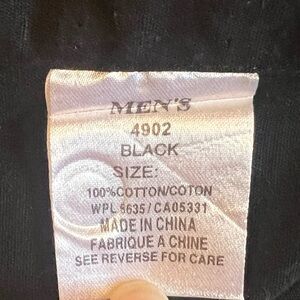 MEN'S
4902
BLACK
SIZE:
100%COTTON/COTON
WPL 5635/CA05331
MADE IN CHINA
FABRIQUE A CHINE
SEE REVERSE FOR CARE